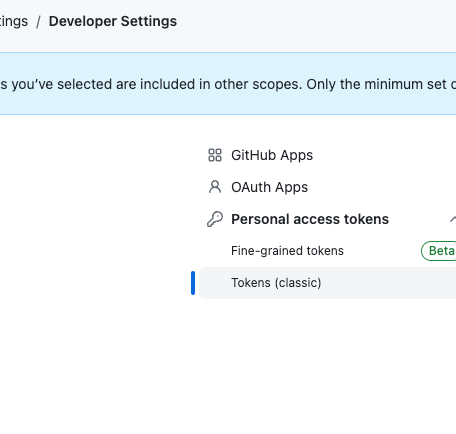 tings / Developer Settings
s you’ve selected are included in other scopes. Only the minimum set o
GitHub Apps
OAuth Apps
Personal access tokens
Fine-grained tokens Beta
Tokens (classic)